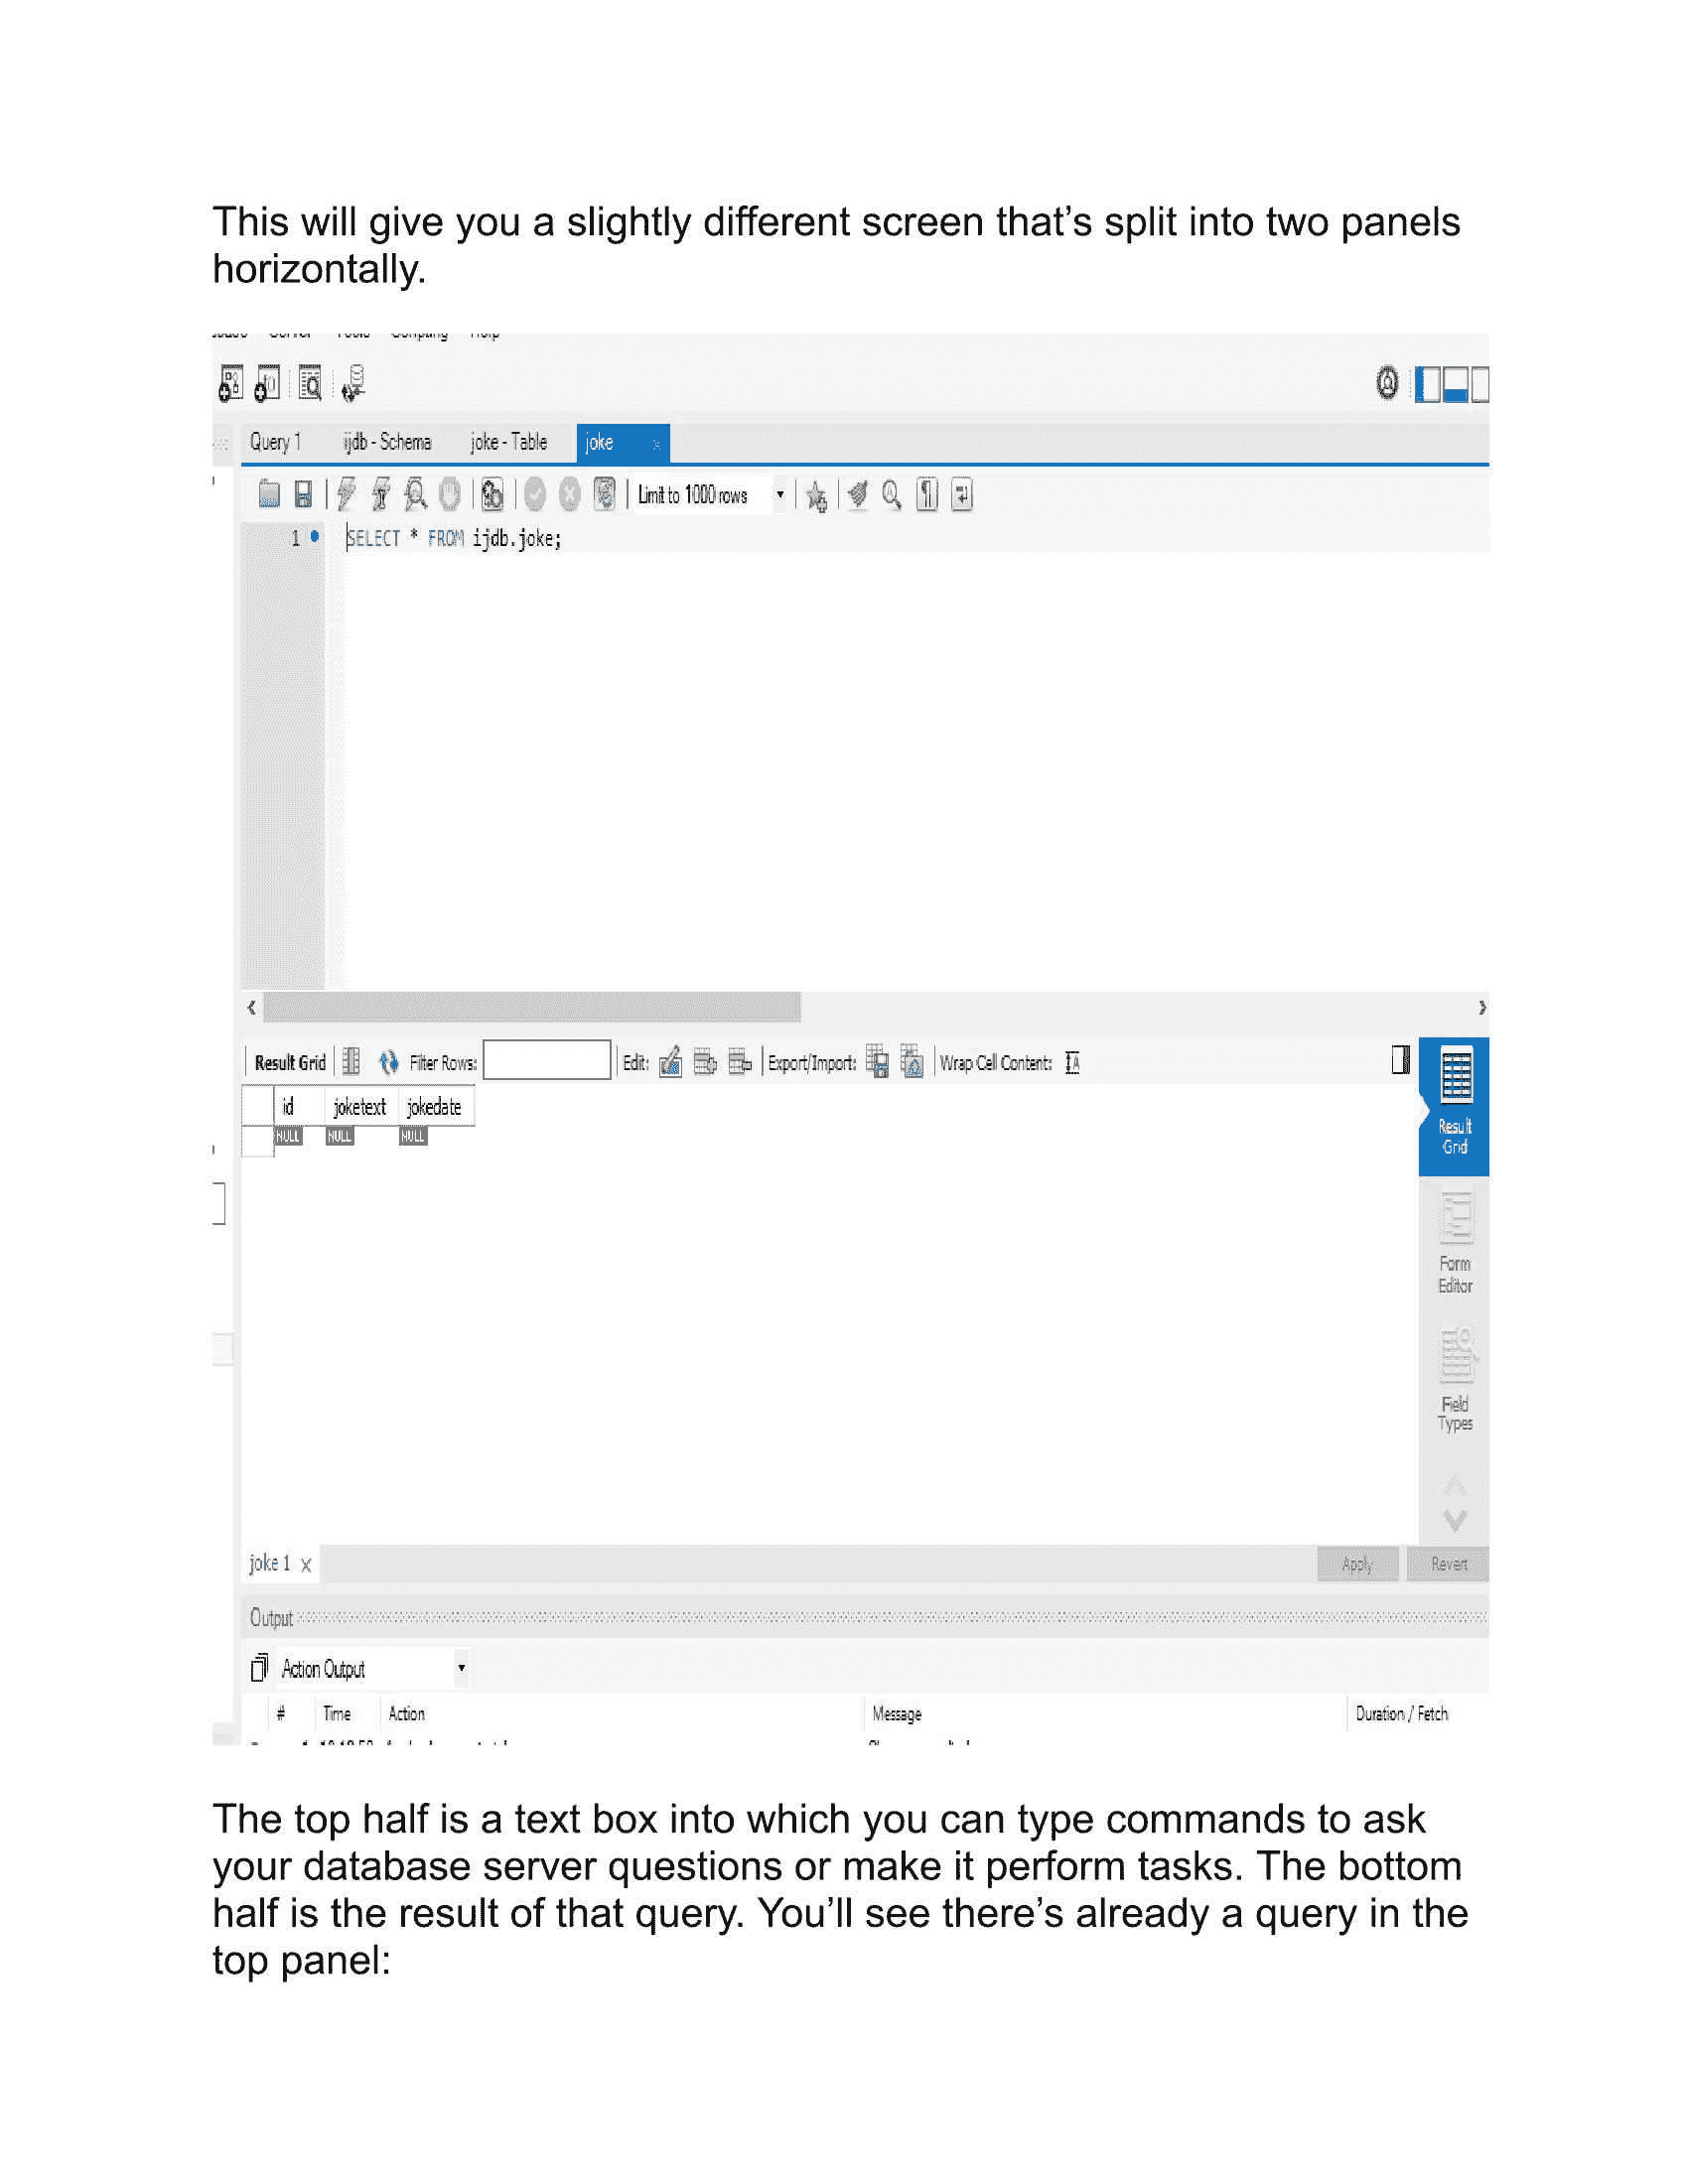 This will give you a slightly different screen that’s split into two panels
horizontally.
Query 1 ijdb - Schema joke - Table joke
Limit to 1000 rows
1 SELECT * FROM ijdb.joke;
Result Grid Filter Rows: Edit: Export/Import: Wrap Cell Content:
id joketext jokedate
NULL NULL NULL
Result
Grid
Form
Editor
Field
Types
joke 1 Apply Revert
Output
Action Output
# Time Action Message Duration / Fetch
The top half is a text box into which you can type commands to ask
your database server questions or make it perform tasks. The bottom
half is the result of that query. You’ll see there’s already a query in the
top panel: